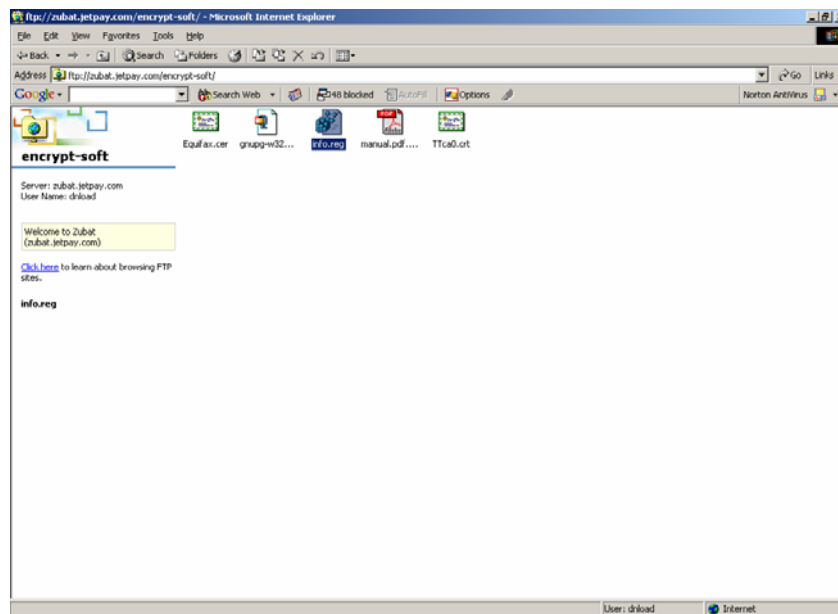 ftp://zubat.jetpay.com/encrypt-soft/ - Microsoft Internet Explorer
File Edit View Favorites Tools Help
Back Search Folders
Address ftp://zubat.jetpay.com/encrypt-soft/ Go Links
Google Search Web 48 blocked AutoFill Options Norton AntiVirus
Equifax.cer gnupg-w32... info.reg manual.pdf.... TTca0.crt
encrypt-soft
Server: zubat.jetpay.com
User Name: dnload
Welcome to Zubat
(zubat.jetpay.com)
Click here to learn about browsing FTP
sites.
info.reg
User: dnload Internet